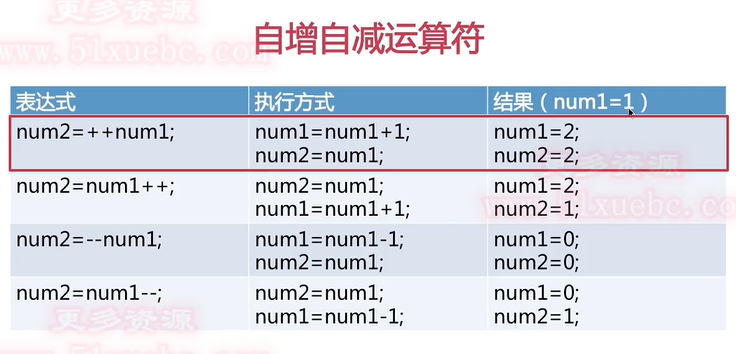 更多资源
www.51xuebc.com
自增自减运算符
表达式 执行方式 结果（num1=1）
num2=++num1; num1=num1+1; num1=2;
num2=num1; num2=2;
num2=num1++; num2=num1; num1=2;
num1=num1+1; num2=1;
num2=--num1; num1=num1-1; num1=0;
num2=num1; num2=0;
num2=num1--; num2=num1; num1=0;
num1=num1-1; num2=1;
更多资源
www.51xuebc.com
更多资源
www.51xuebc.com